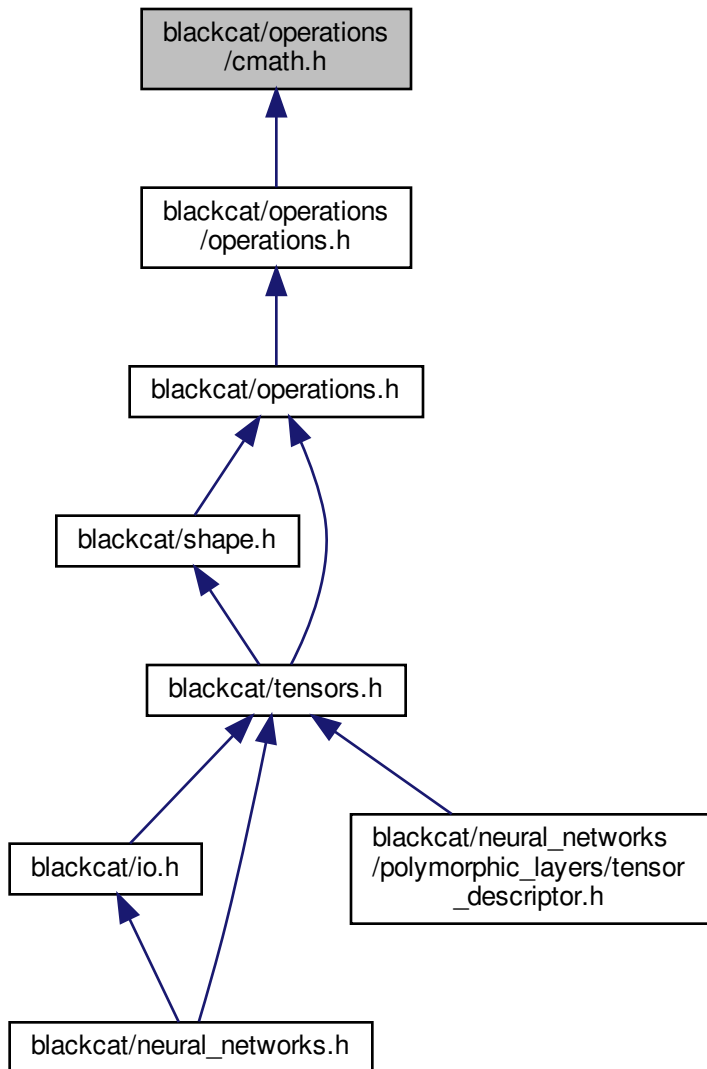 blackcat/operations
/cmath.h
blackcat/operations
/operations.h
blackcat/operations.h
blackcat/shape.h
blackcat/tensors.h
blackcat/io.h
blackcat/neural_networks
/polymorphic_layers/tensor
_descriptor.h
blackcat/neural_networks.h